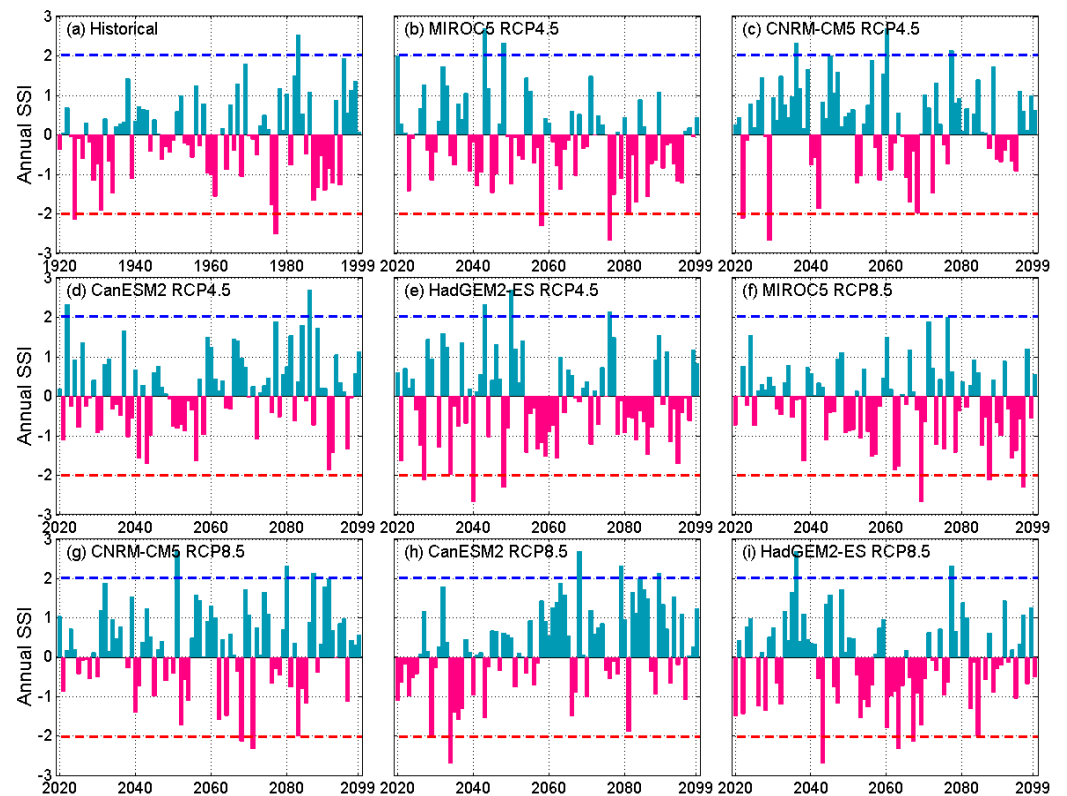 (a) Historical
(b) MIROC5 RCP4.5
(c) CNRM-CM5 RCP4.5
Annual SSI
3
2
1
0
-1
-2
-3
1920 1940 1960 1980 1999
2020 2040 2060 2080 2099
2020 2040 2060 2080 2099
(d) CanESM2 RCP4.5
(e) HadGEM2-ES RCP4.5
(f) MIROC5 RCP8.5
Annual SSI
3
2
1
0
-1
-2
-3
2020 2040 2060 2080 2099
2020 2040 2060 2080 2099
2020 2040 2060 2080 2099
(g) CNRM-CM5 RCP8.5
(h) CanESM2 RCP8.5
(i) HadGEM2-ES RCP8.5
Annual SSI
3
2
1
0
-1
-2
-3
2020 2040 2060 2080 2099
2020 2040 2060 2080 2099
2020 2040 2060 2080 2099